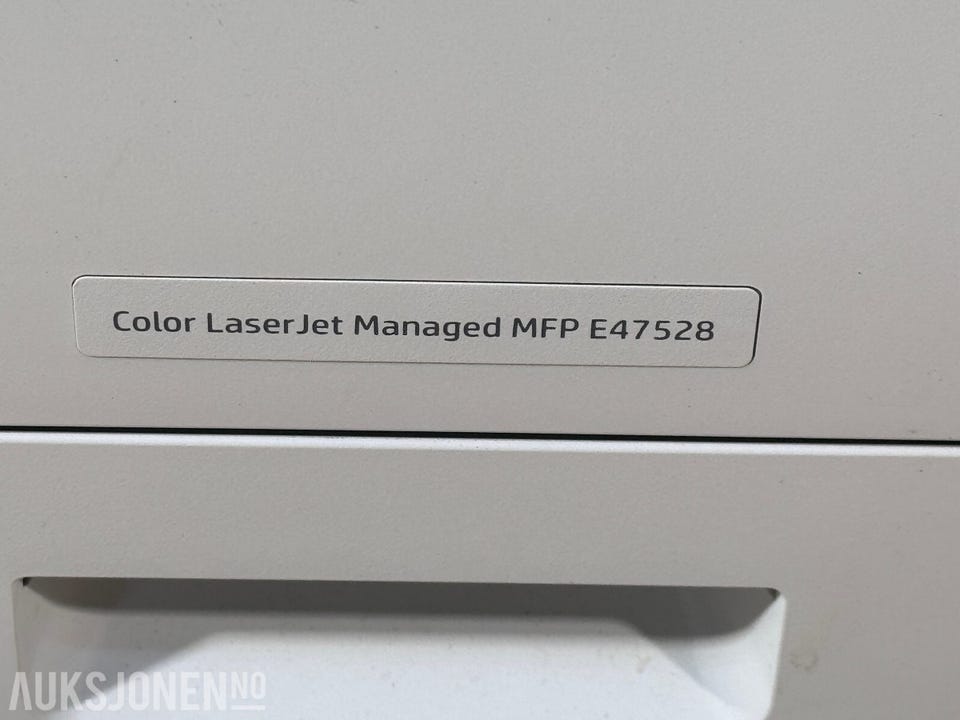 Color LaserJet Managed MFP E47528
AUKSJONEN.NO